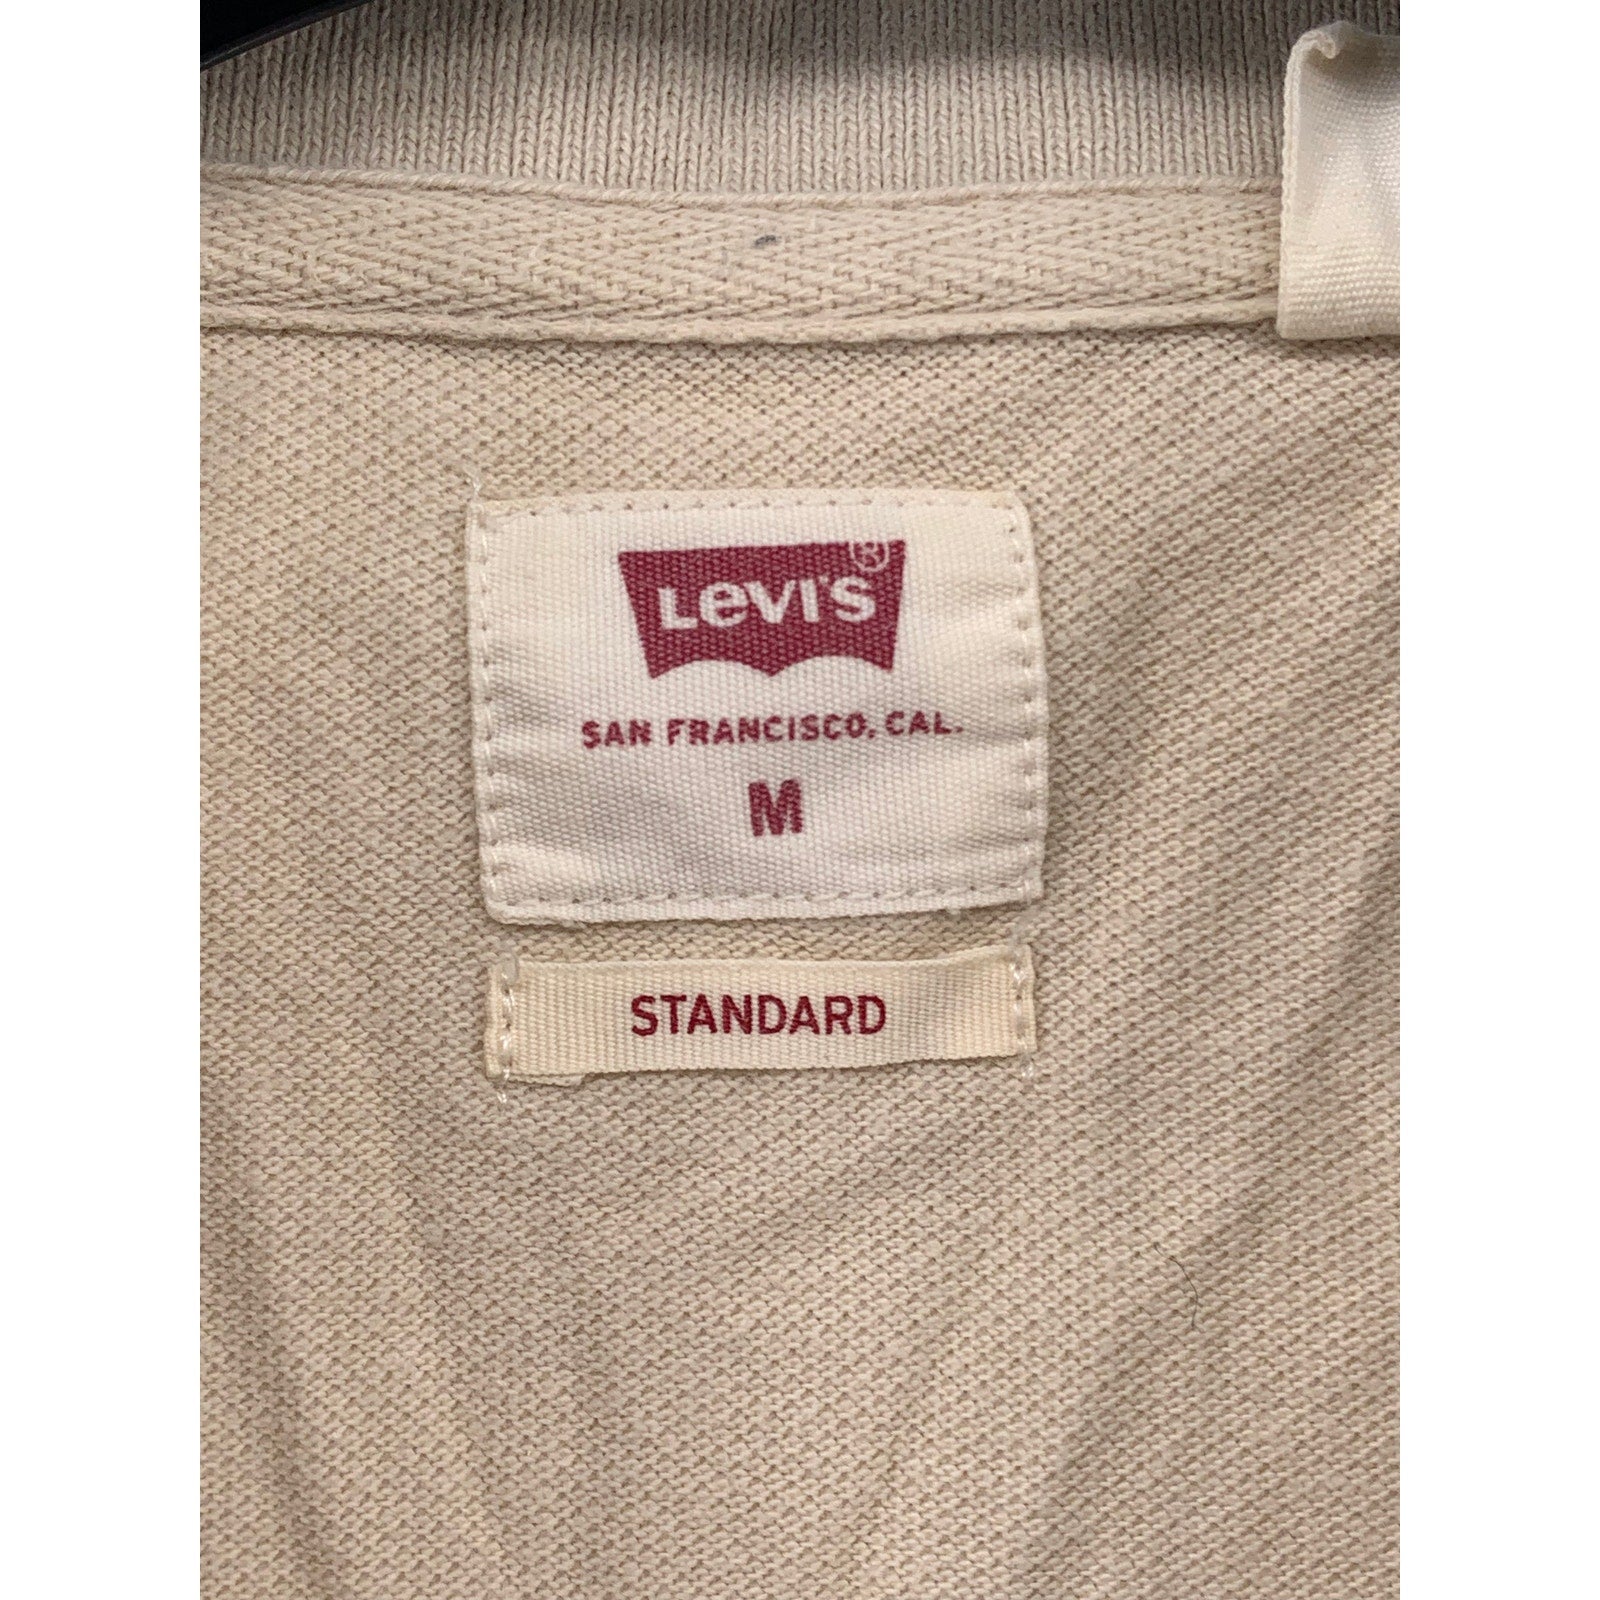 Levi's®
SAN FRANCISCO, CAL.
M
STANDARD